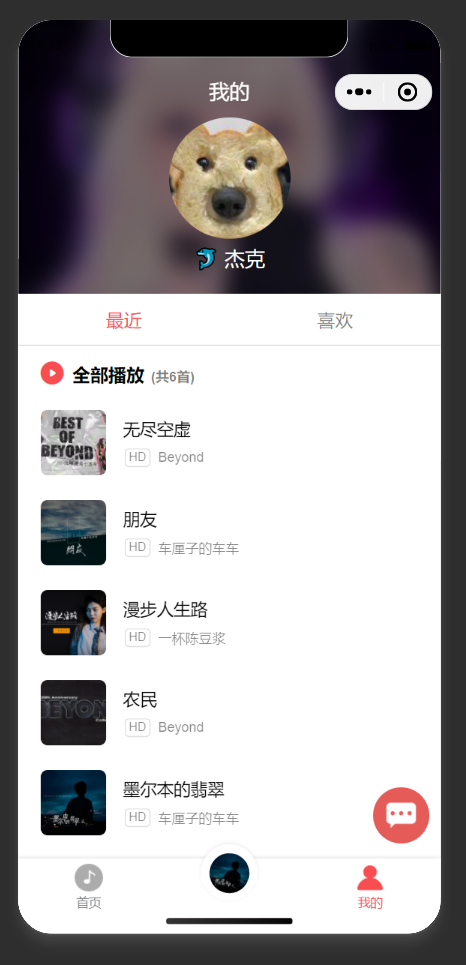 我的
杰克
最近
喜欢
全部播放 (共6首)
BEST
OF
BEYOND
无尽空虚
HD Beyond
朋友
朋友
HD 车厘子的车车
漫步人生路
漫步人生路
HD 一杯陈豆浆
BEYON
农民
HD Beyond
墨尔本的翡翠
HD 车厘子的车车
首页
我的